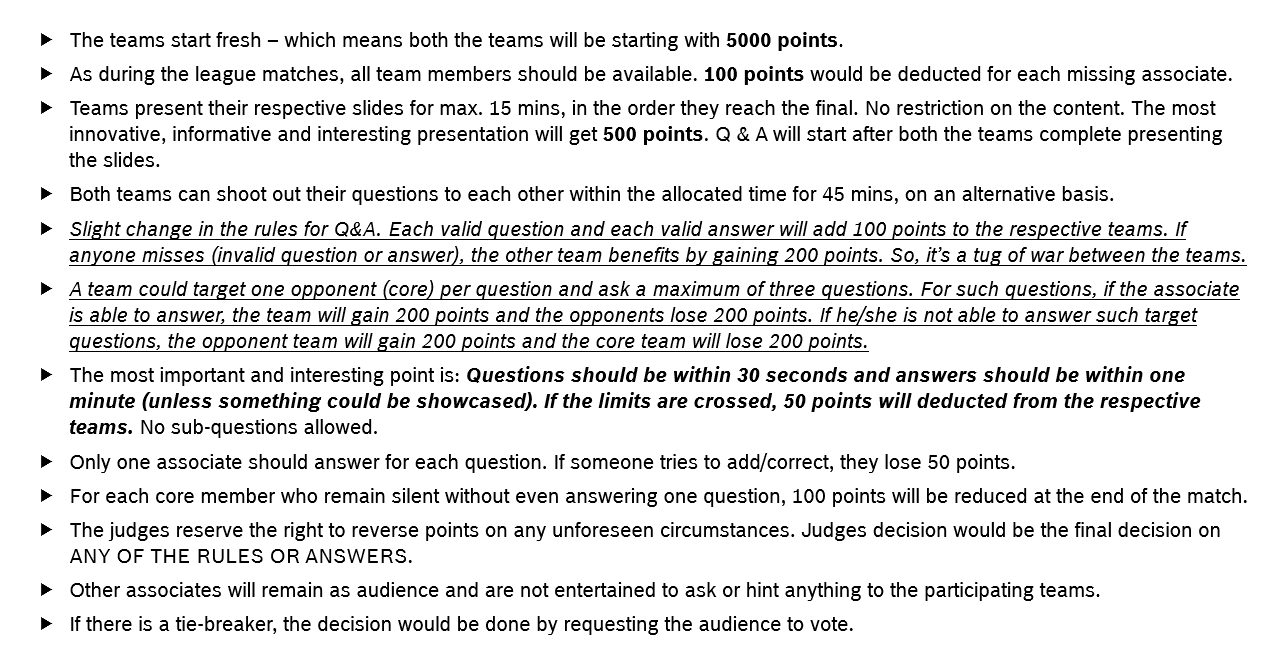 ▶ The teams start fresh – which means both the teams will be starting with 5000 points.
▶ As during the league matches, all team members should be available. 100 points would be deducted for each missing associate.
▶ Teams present their respective slides for max. 15 mins, in the order they reach the final. No restriction on the content. The most
innovative, informative and interesting presentation will get 500 points. Q & A will start after both the teams complete presenting
the slides.
▶ Both teams can shoot out their questions to each other within the allocated time for 45 mins, on an alternative basis.
▶ Slight change in the rules for Q&A. Each valid question and each valid answer will add 100 points to the respective teams. If
anyone misses (invalid question or answer), the other team benefits by gaining 200 points. So, it’s a tug of war between the teams.
▶ A team could target one opponent (core) per question and ask a maximum of three questions. For such questions, if the associate
is able to answer, the team will gain 200 points and the opponents lose 200 points. If he/she is not able to answer such target
questions, the opponent team will gain 200 points and the core team will lose 200 points.
▶ The most important and interesting point is: Questions should be within 30 seconds and answers should be within one
minute (unless something could be showcased). If the limits are crossed, 50 points will deducted from the respective
teams. No sub-questions allowed.
▶ Only one associate should answer for each question. If someone tries to add/correct, they lose 50 points.
▶ For each core member who remain silent without even answering one question, 100 points will be reduced at the end of the match.
▶ The judges reserve the right to reverse points on any unforeseen circumstances. Judges decision would be the final decision on
ANY OF THE RULES OR ANSWERS.
▶ Other associates will remain as audience and are not entertained to ask or hint anything to the participating teams.
▶ If there is a tie-breaker, the decision would be done by requesting the audience to vote.